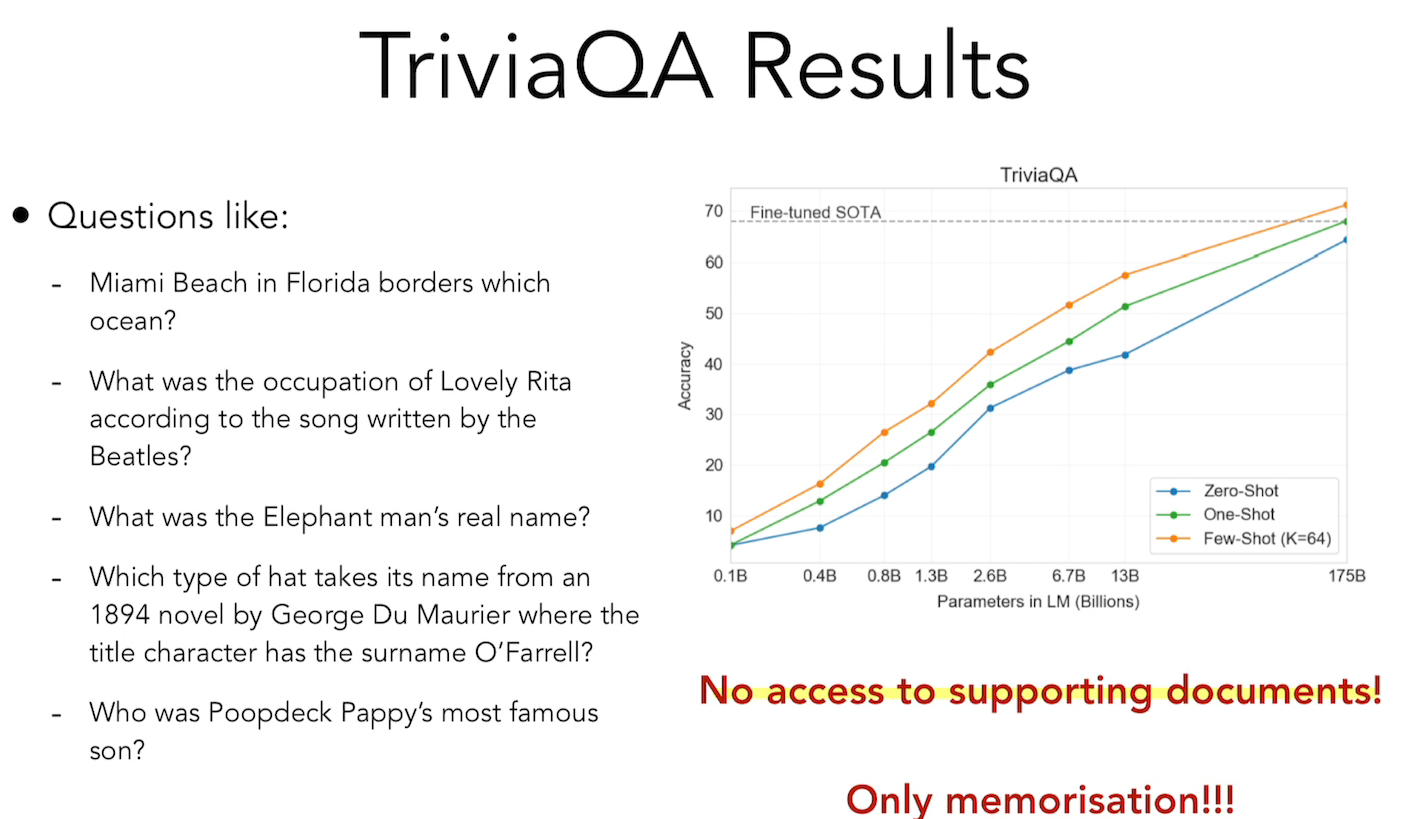 TriviaQA Results
• Questions like:
- Miami Beach in Florida borders which
ocean?
- What was the occupation of Lovely Rita
according to the song written by the
Beatles?
- What was the Elephant man's real name?
- Which type of hat takes its name from an
1894 novel by George Du Maurier where the
title character has the surname O'Farrell?
- Who was Poopdeck Pappy's most famous
son?
TriviaQA
Fine-tuned SOTA
Accuracy
70
60
50
40
30
20
10
Zero-Shot
One-Shot
Few-Shot (K=64)
0.1B 0.4B 0.8B 1.3B 2.6B 6.7B 13B 175B
Parameters in LM (Billions)
No access to supporting documents!
Only memorisation!!!